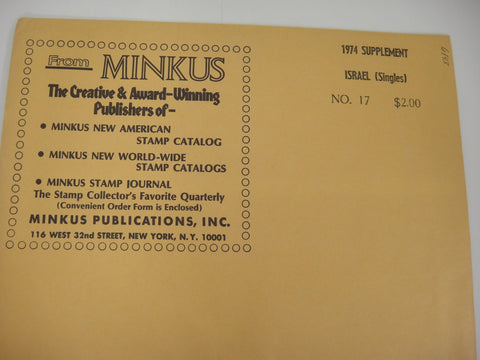 From MINKUS
The Creative & Award-Winning
Publishers of-
• MINKUS NEW AMERICAN
STAMP CATALOG
• MINKUS NEW WORLD-WIDE
STAMP CATALOGS
• MINKUS STAMP JOURNAL
The Stamp Collector's Favorite Quarterly
(Convenient Order Form is Enclosed)
MINKUS PUBLICATIONS, INC.
116 WEST 32nd STREET, NEW YORK, N.Y. 10001
1974 SUPPLEMENT
ISRAEL (Singles)
NO. 17 $2.00